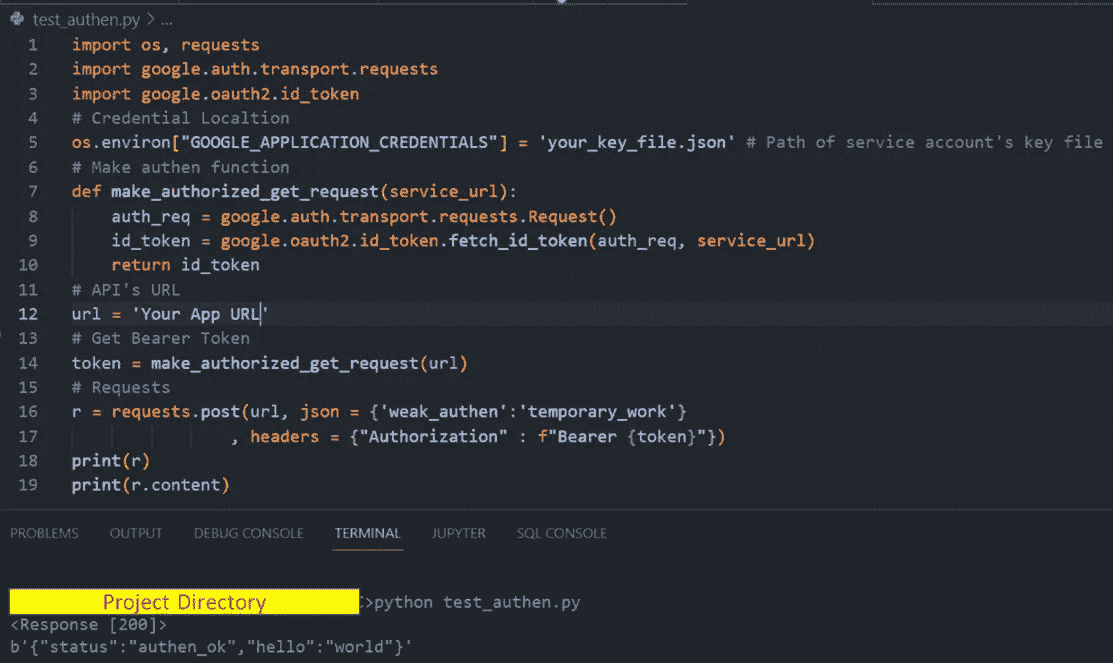 test_authen.py > ...
1 import os, requests
2 import google.auth.transport.requests
3 import google.oauth2.id_token
4 # Credential Localtion
5 os.environ["GOOGLE_APPLICATION_CREDENTIALS"] = 'your_key_file.json' # Path of service account's key file
6 # Make authen function
7 def make_authorized_get_request(service_url):
8     auth_req = google.auth.transport.requests.Request()
9     id_token = google.oauth2.id_token.fetch_id_token(auth_req, service_url)
10     return id_token
11 # API's URL
12 url = 'Your App URL'
13 # Get Bearer Token
14 token = make_authorized_get_request(url)
15 # Requests
16 r = requests.post(url, json = {'weak_authen':'temporary_work'}
17                 , headers = {"Authorization" : f"Bearer {token}"})
18 print(r)
19 print(r.content)
PROBLEMS OUTPUT DEBUG CONSOLE TERMINAL JUPYTER SQL CONSOLE
Project Directory >python test_authen.py
<Response [200]>
b'{"status":"authen_ok","hello":"world"}'